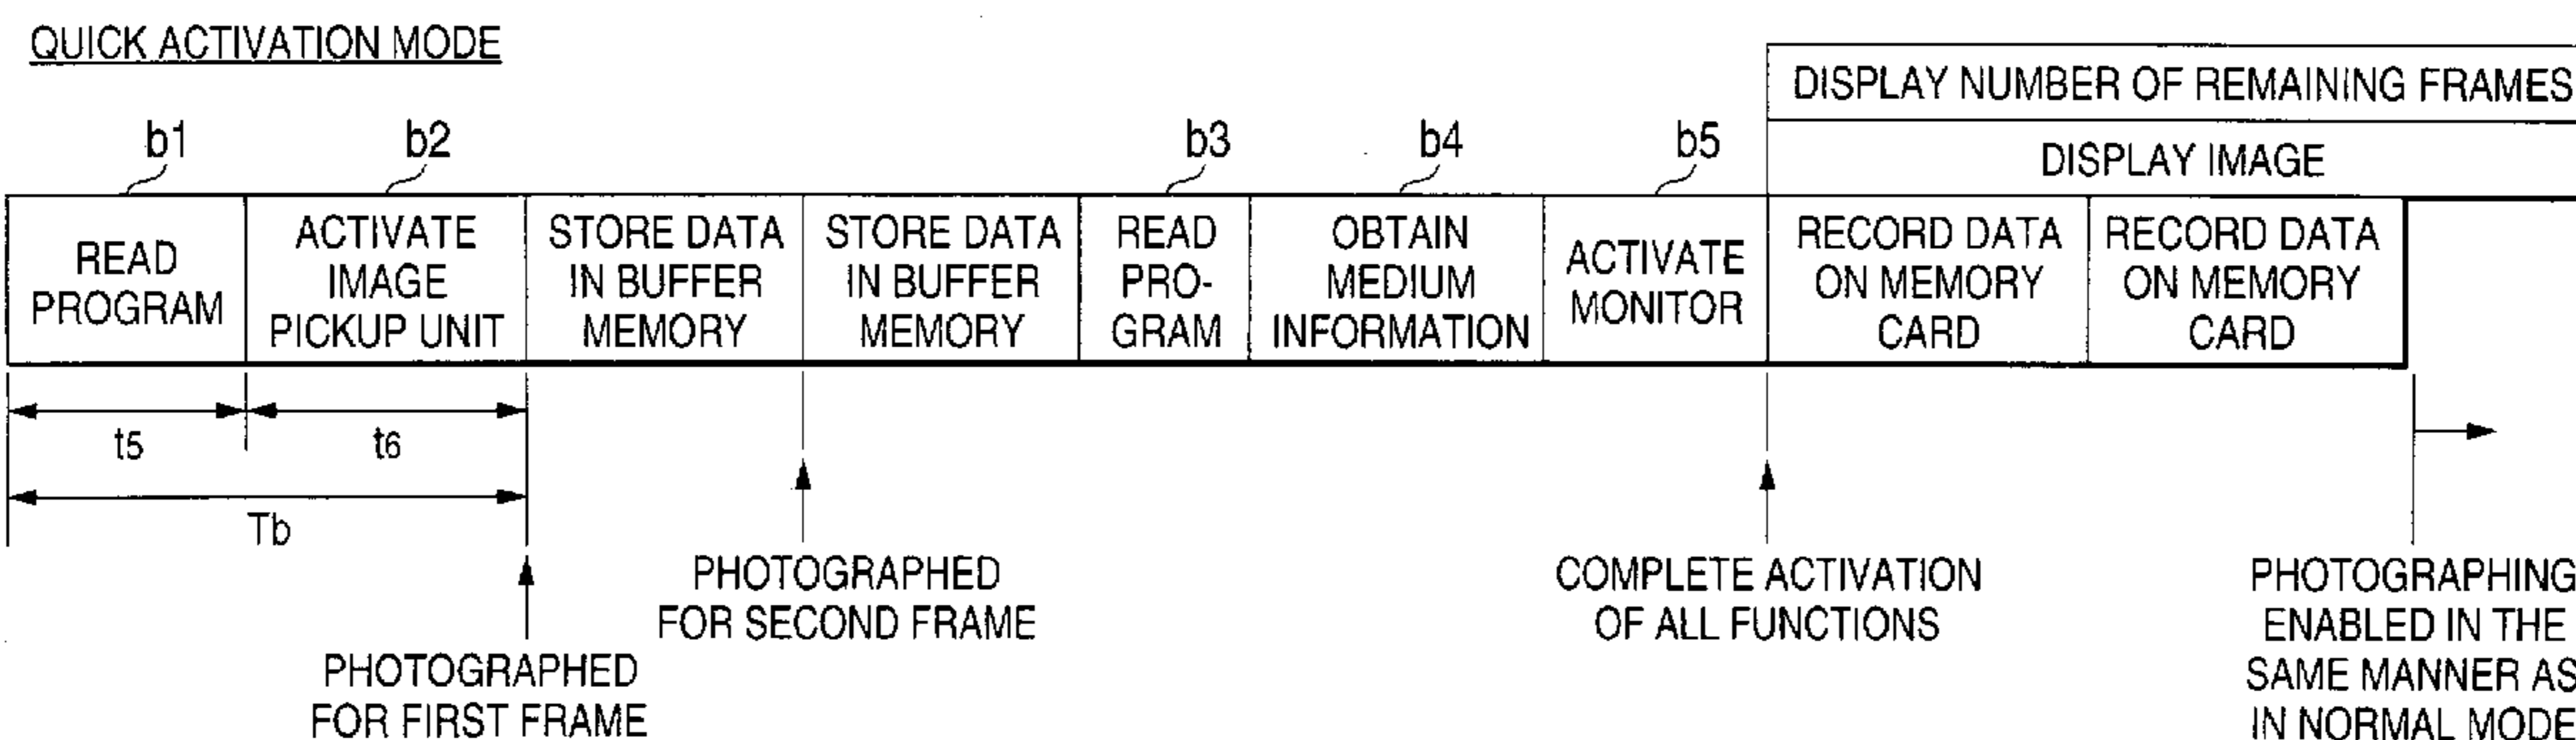 QUICK ACTIVATION MODE
DISPLAY NUMBER OF REMAINING FRAMES
DISPLAY IMAGE
b1
b2
b3
b4
b5
READ
PROGRAM
ACTIVATE
IMAGE
PICKUP UNIT
STORE DATA
IN BUFFER
MEMORY
STORE DATA
IN BUFFER
MEMORY
READ
PRO-
GRAM
OBTAIN
MEDIUM
INFORMATION
ACTIVATE
MONITOR
RECORD DATA
ON MEMORY
CARD
RECORD DATA
ON MEMORY
CARD
t5
t6
Tb
PHOTOGRAPHED
FOR FIRST FRAME
PHOTOGRAPHED
FOR SECOND FRAME
COMPLETE ACTIVATION
OF ALL FUNCTIONS
PHOTOGRAPHING
ENABLED IN THE
SAME MANNER AS
IN NORMAL MODE